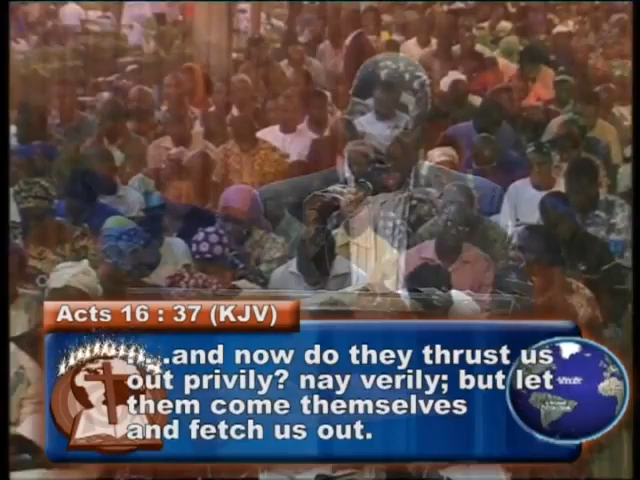 Acts 16 : 37 (KJV)
...and now do they thrust us
out privily? nay verily; but let
them come themselves
and fetch us out.